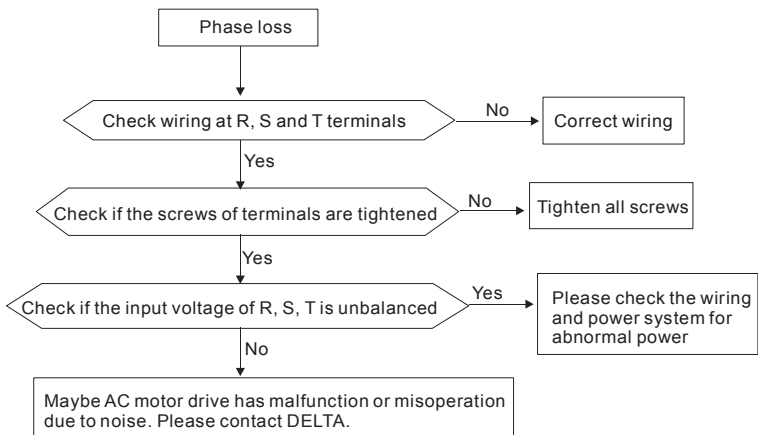 Phase loss
Check wiring at R, S and T terminals
No
Correct wiring
Yes
Check if the screws of terminals are tightened
No
Tighten all screws
Yes
Check if the input voltage of R, S, T is unbalanced
Yes
Please check the wiring
and power system for
abnormal power
No
Maybe AC motor drive has malfunction or misoperation
due to noise. Please contact DELTA.